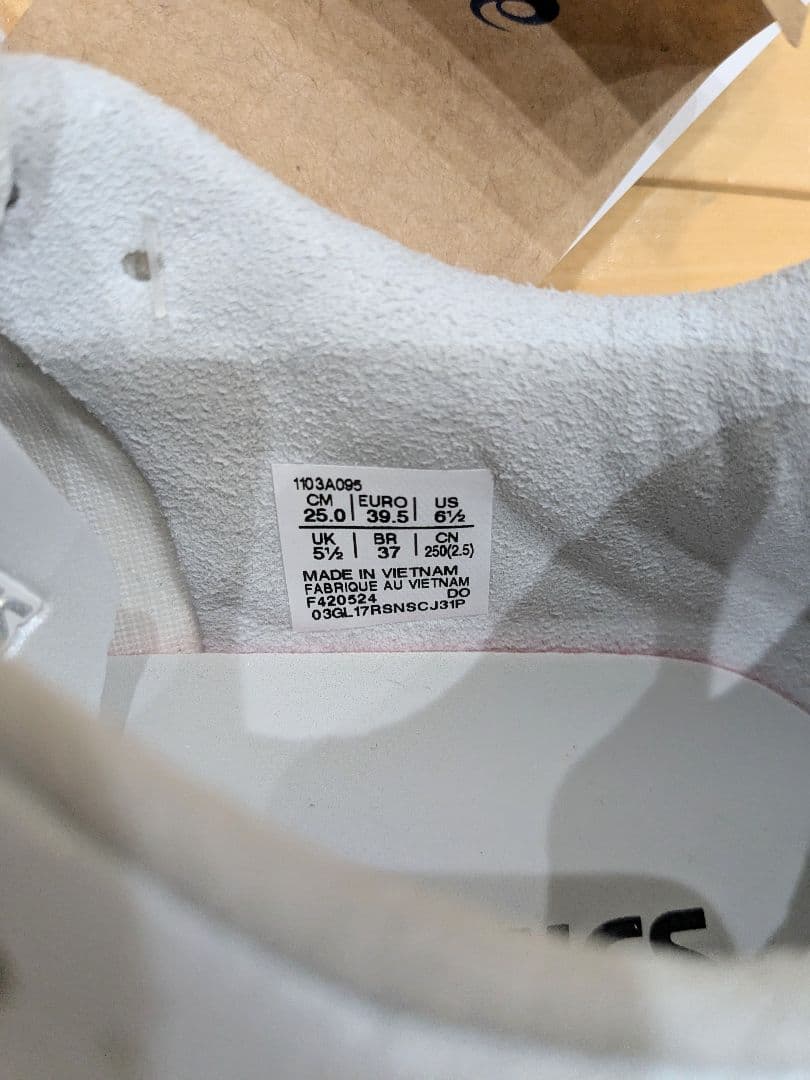 1103A095
CM | EURO | US
25.0 | 39.5 | 6½
UK | BR | CN
5½ | 37 | 250(2.5)
MADE IN VIETNAM
FABRIQUE AU VIETNAM
F420524 DO
03GL17RSNSCJ31P